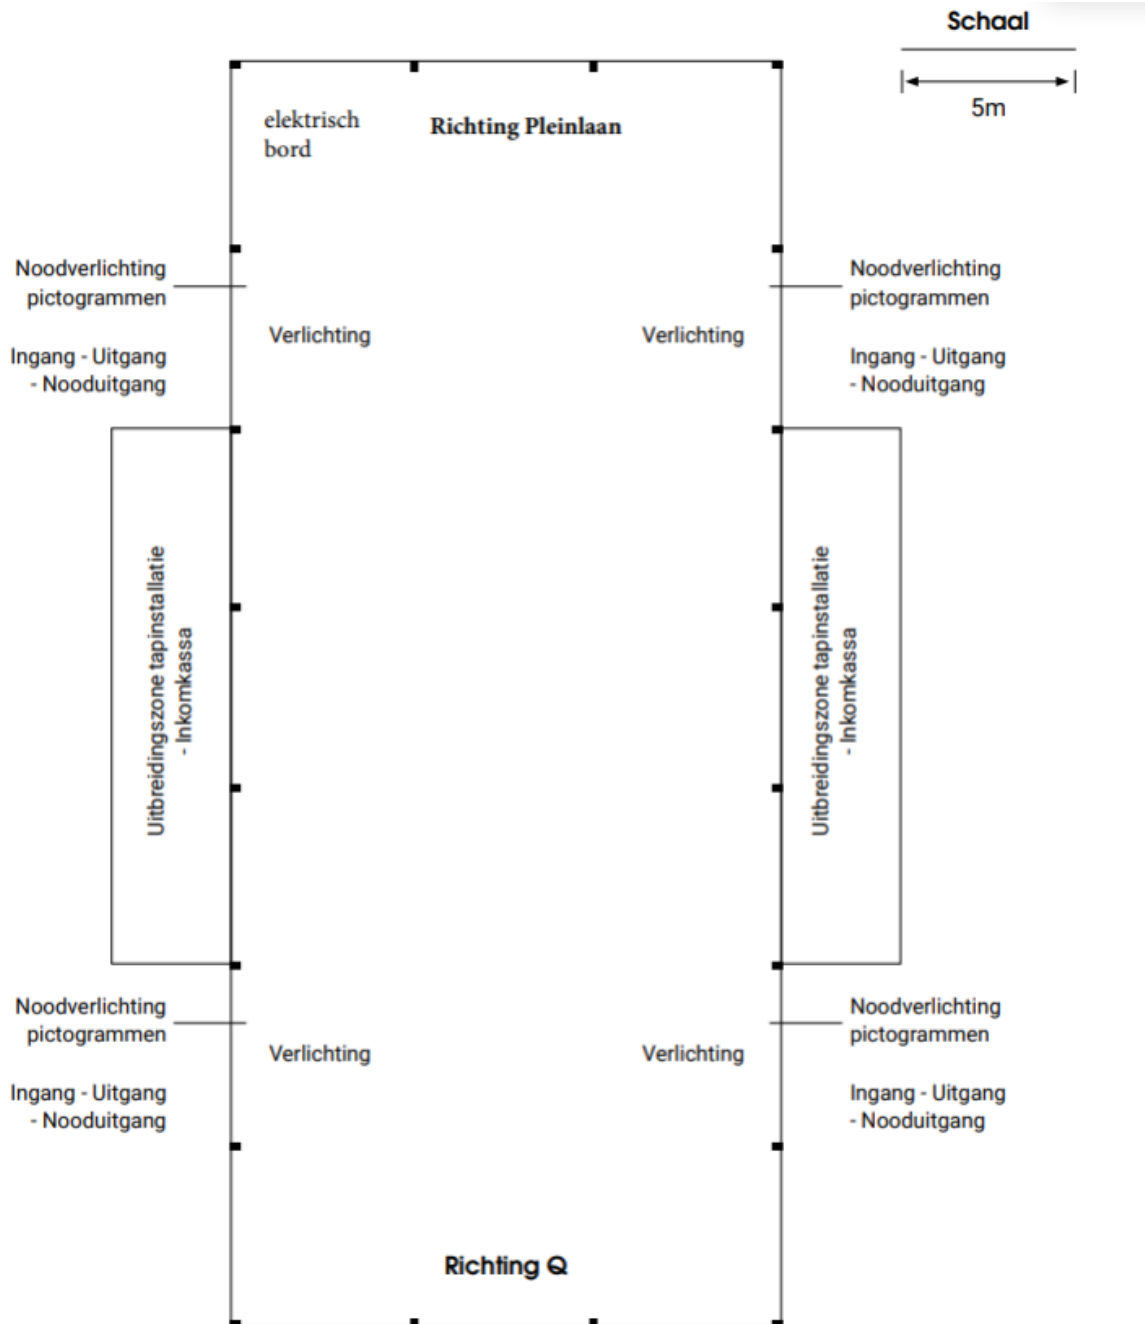 Schaal
5m
elektrisch
bord
Richting Pleinlaan
Noodverlichting
pictogrammen
Ingang - Uitgang
- Nooduitgang
Verlichting
Verlichting
Noodverlichting
pictogrammen
Ingang - Uitgang
- Nooduitgang
Uitbreidingszone tapinstallatie
- Inkomkassa
Uitbreidingszone tapinstallatie
- Inkomkassa
Noodverlichting
pictogrammen
Ingang - Uitgang
- Nooduitgang
Verlichting
Verlichting
Noodverlichting
pictogrammen
Ingang - Uitgang
- Nooduitgang
Richting Q